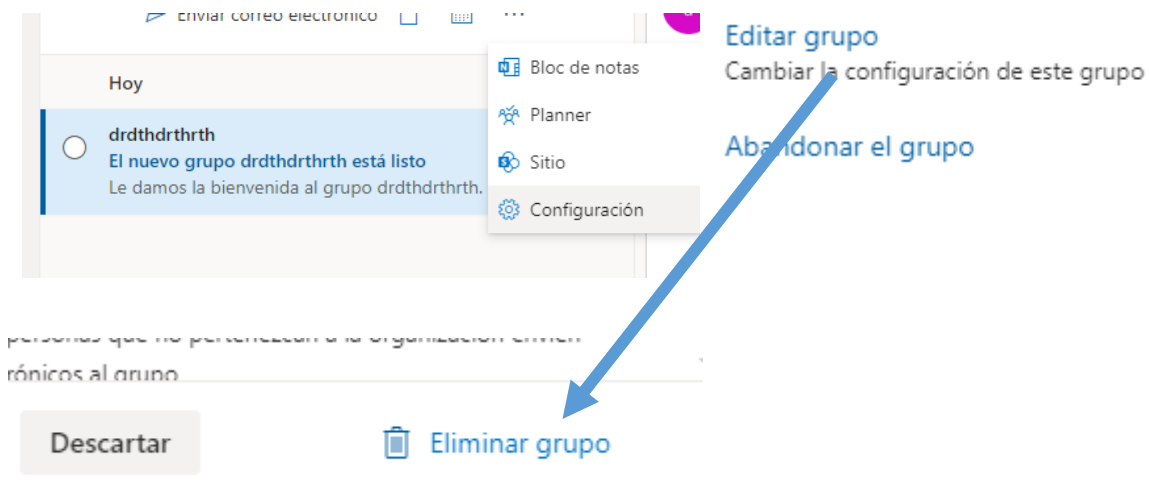 Enviar correo electrónico
Editar grupo
Cambiar la configuración de este grupo
Abandonar el grupo
Hoy
drdthdrthrth
El nuevo grupo drdthdrthrth está listo
Le damos la bienvenida al grupo drdthdrthrth.
Bloc de notas
Planner
Sitio
Configuración
personas que no pertenezcan a la organización envíen
rónicos al grupo
Descartar
Eliminar grupo